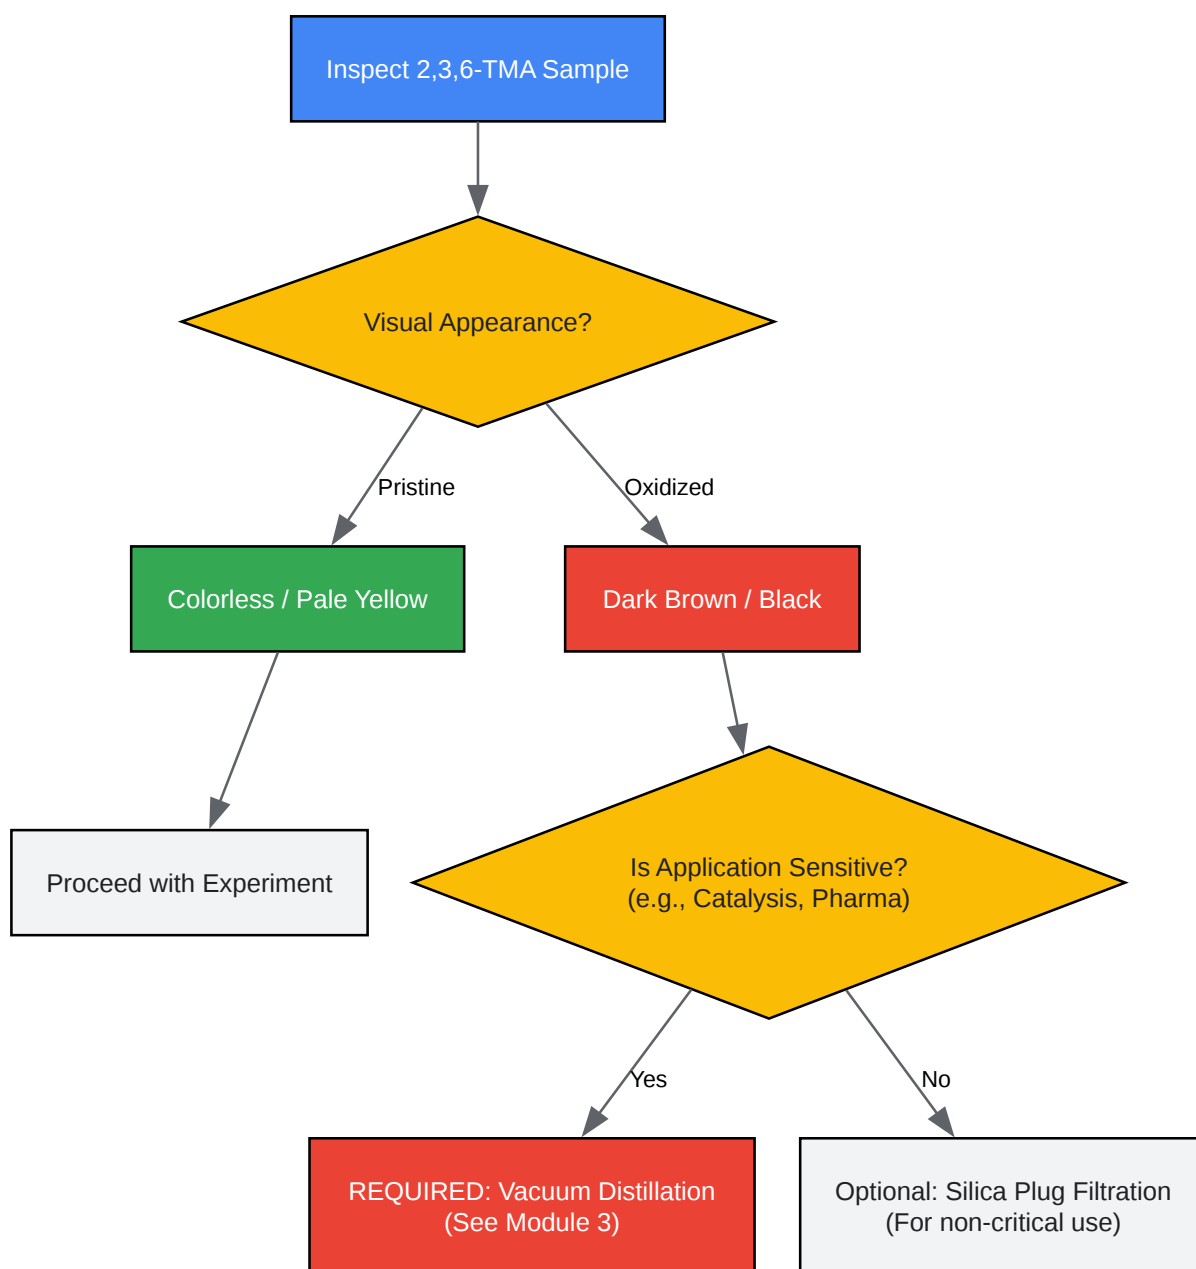 Inspect 2,3,6-TMA Sample
Visual Appearance?
Pristine
Oxidized
Colorless / Pale Yellow
Dark Brown / Black
Proceed with Experiment
Is Application Sensitive?
(e.g., Catalysis, Pharma)
Yes
No
REQUIRED: Vacuum Distillation
(See Module 3)
Optional: Silica Plug Filtration
(For non-critical use)